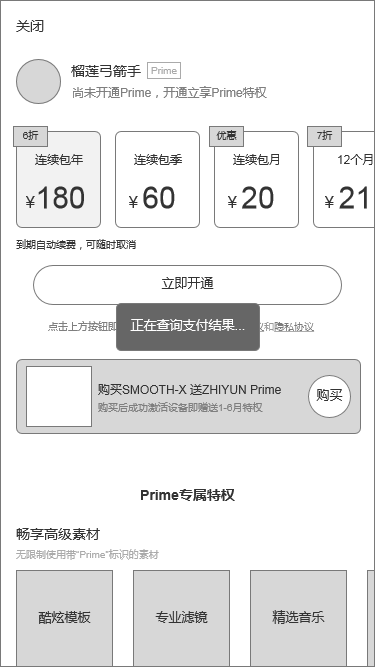 关闭
榴莲弓箭手 Prime
尚未开通Prime，开通立享Prime特权
6折 优惠 7折
连续包年 连续包季 连续包月 12个月
¥180 ¥60 ¥20 ¥21
到期自动续费，可随时取消
立即开通
点击上方按钮即 和隐私协议
正在查询支付结果...
购买SMOOTH-X 送ZHIYUN Prime
购买后成功激活设备即赠送1-6月特权
购买
Prime专属特权
畅享高级素材
无限制使用带“Prime”标识的素材
酷炫模板 专业滤镜 精选音乐